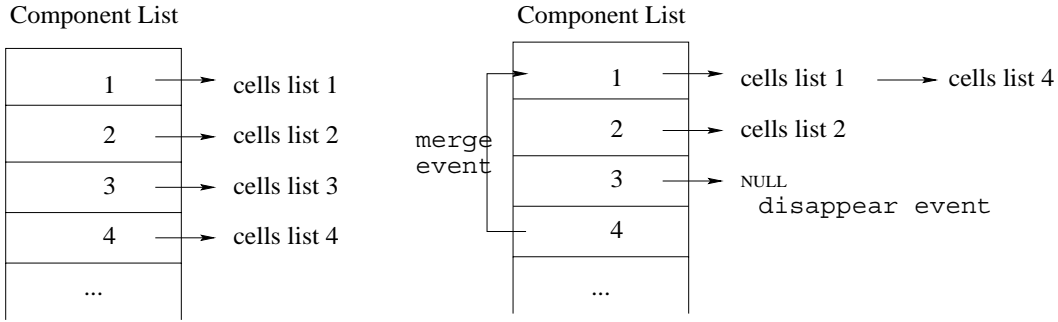 Component List
1
cells list 1
2
cells list 2
3
cells list 3
4
cells list 4
...
Component List
1
cells list 1
cells list 4
merge
event
2
cells list 2
3
NULL
disappear event
4
...